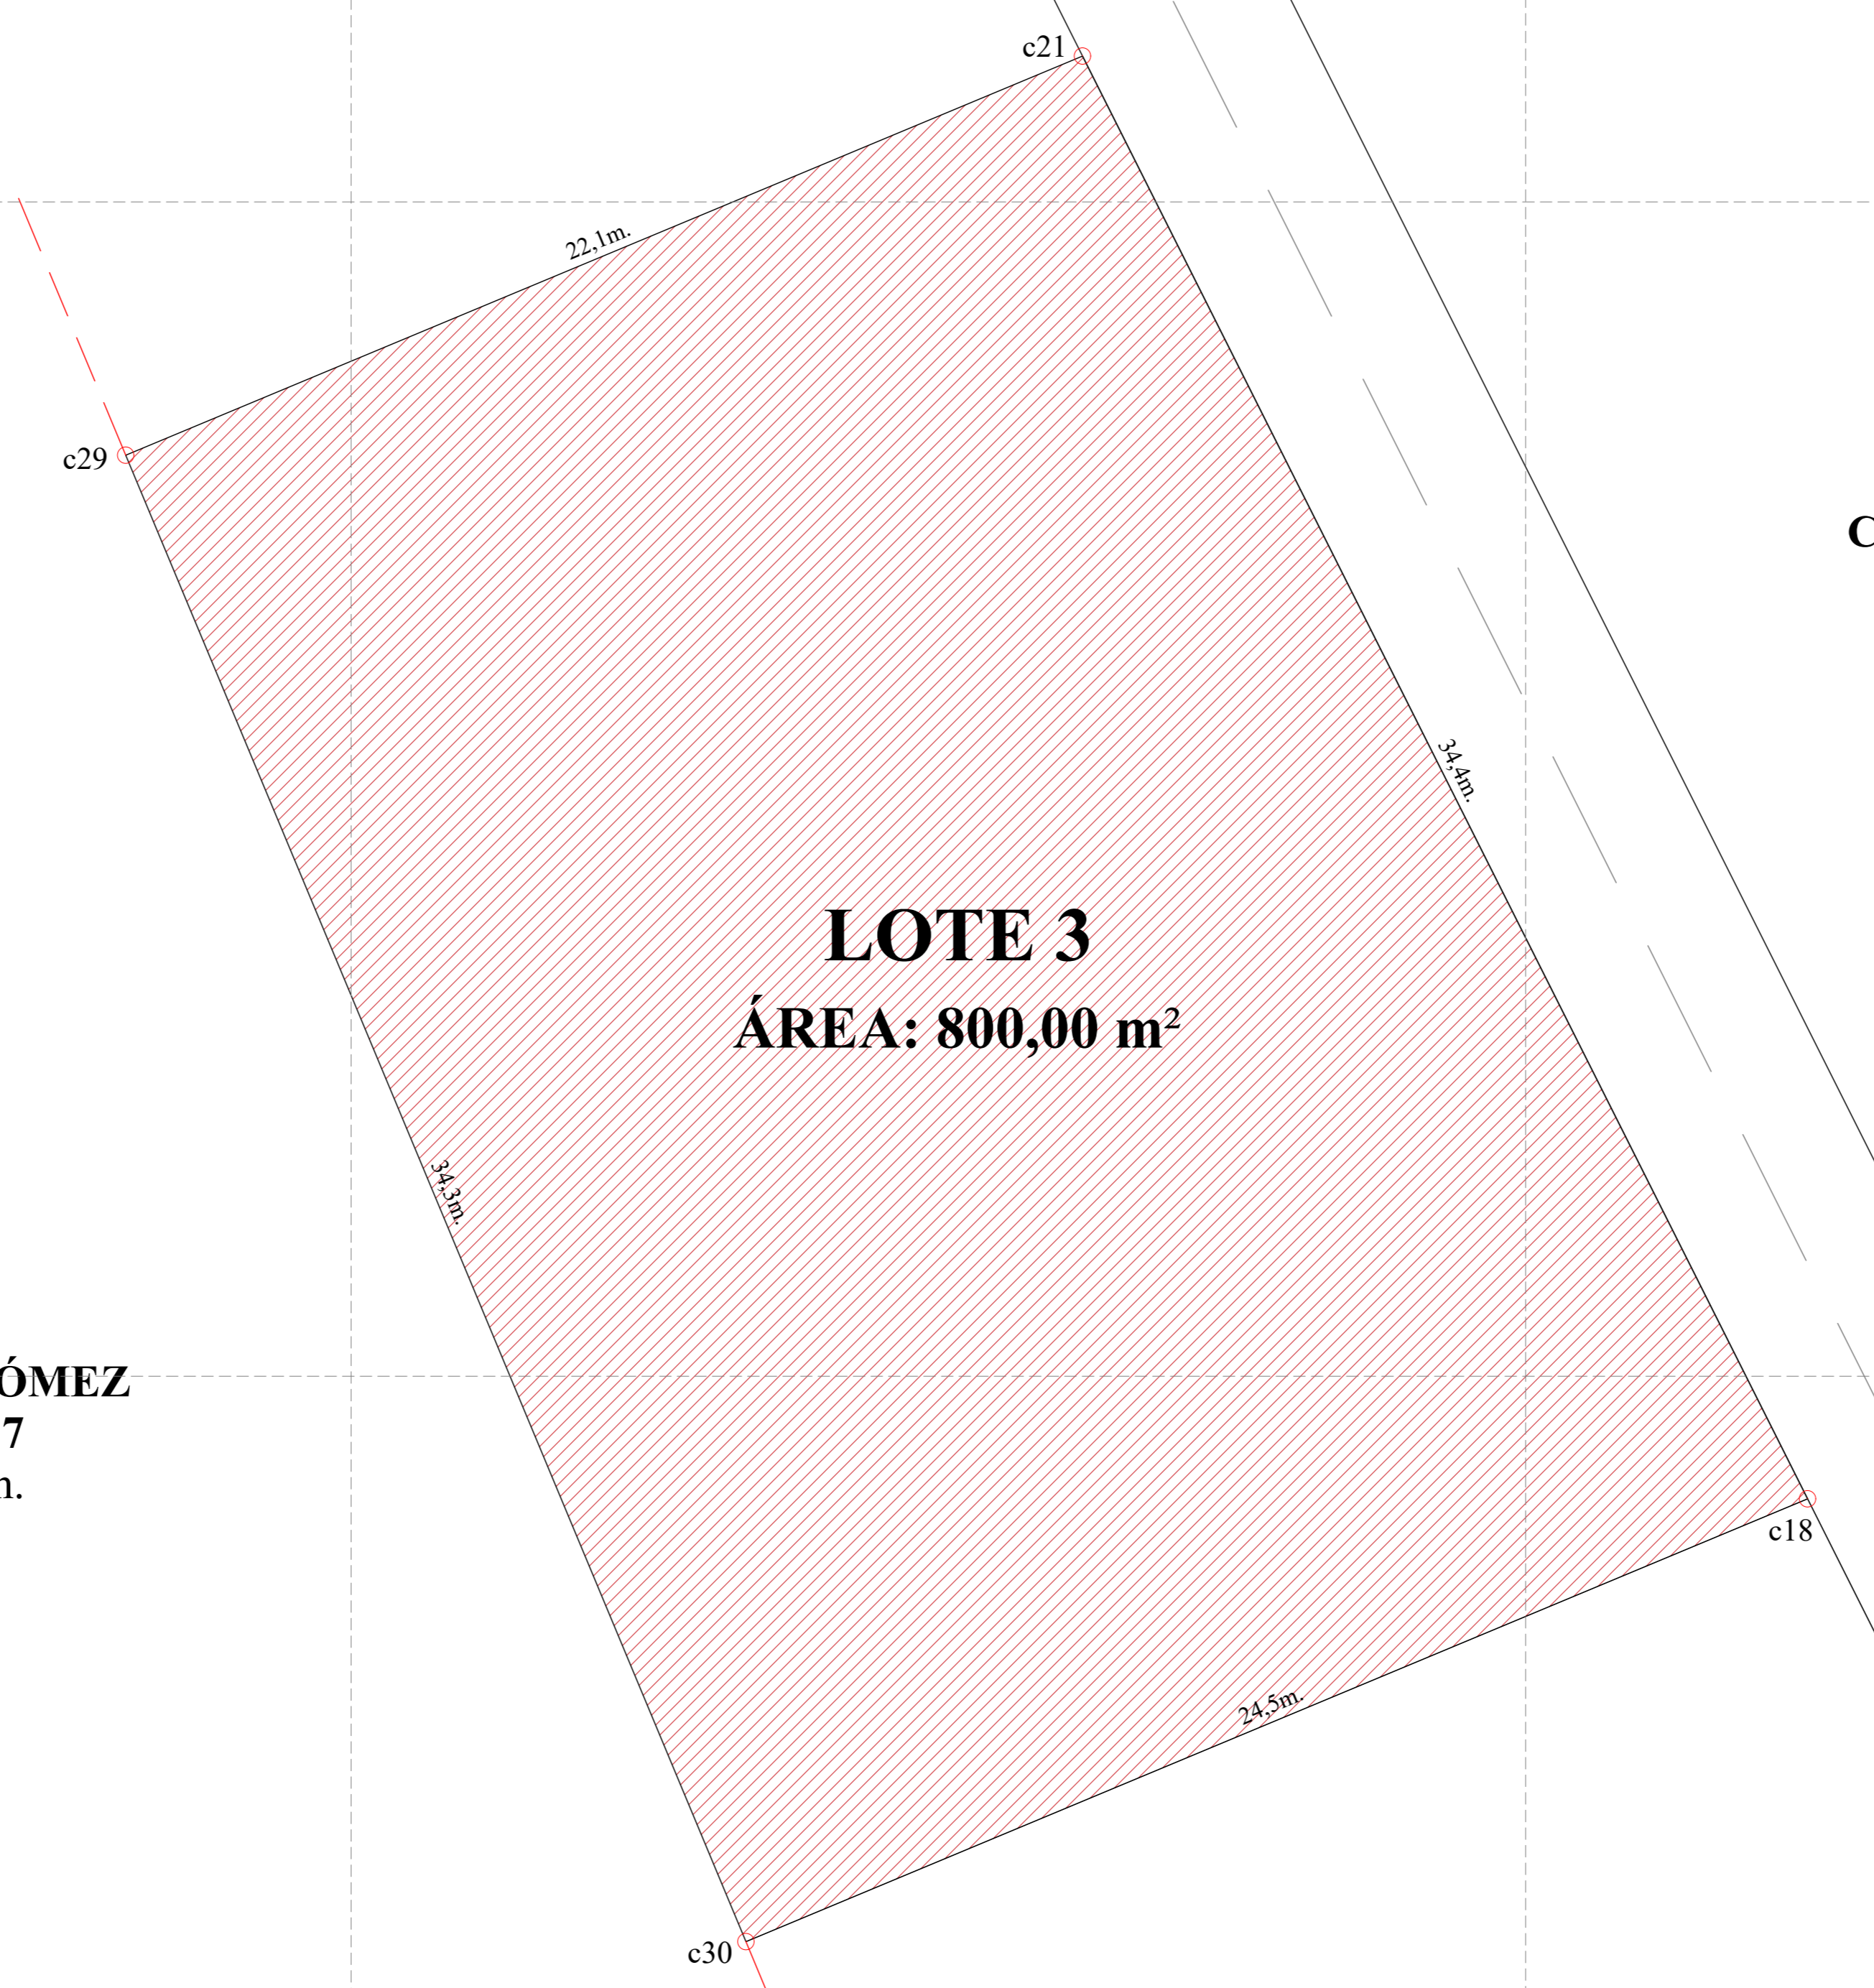 c21
22,1m.
c29
C
34,4m.
LOTE 3
ÁREA: 800,00 m²
34,3m.
ÓMEZ
7
c18
24,5m.
c30